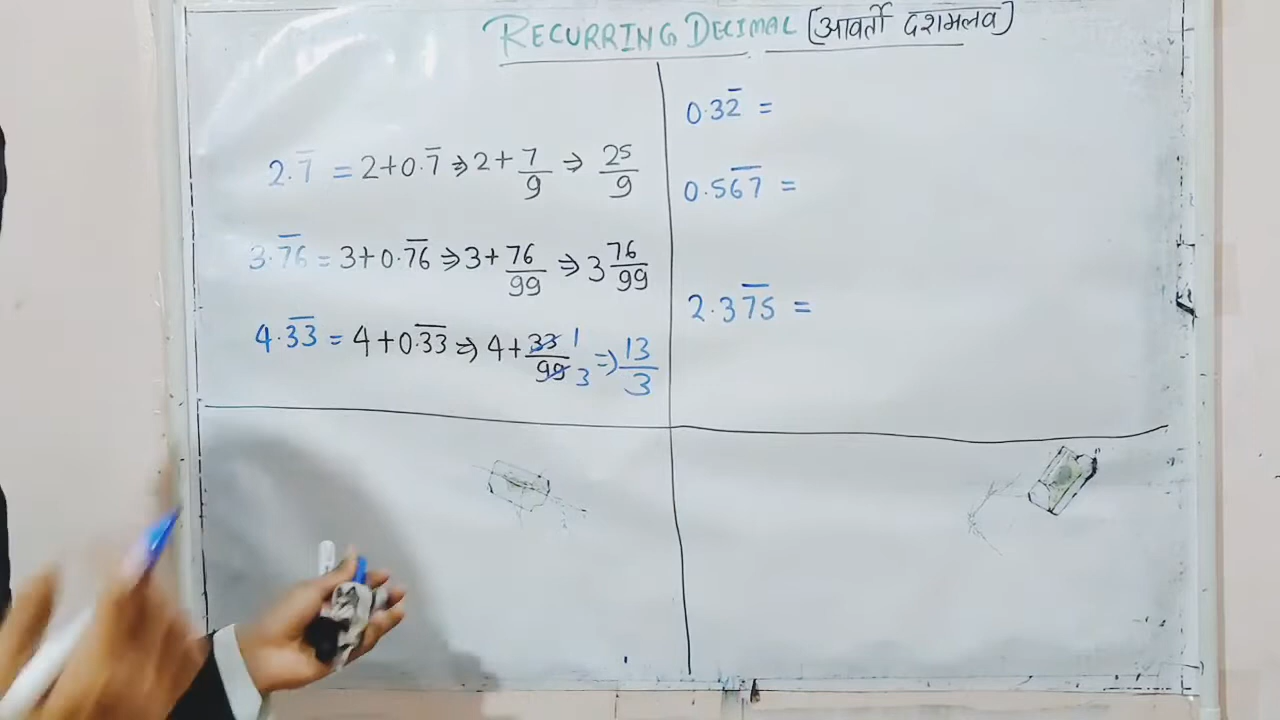 RECURRING DECIMAL [आवर्ती दशमलव]
2.7̅ = 2+0.7̅ ⇒ 2 + 7/9 ⇒ 25/9
3.7̅6̅ = 3+0.7̅6̅ ⇒ 3 + 76/99 ⇒ 3 76/99
4.3̅3̅ = 4+0.3̅3̅ ⇒ 4 + 33/99 1/3 ⇒ 13/3
0.32̅ =
0.56̅7̅ =
2.37̅5̅ =